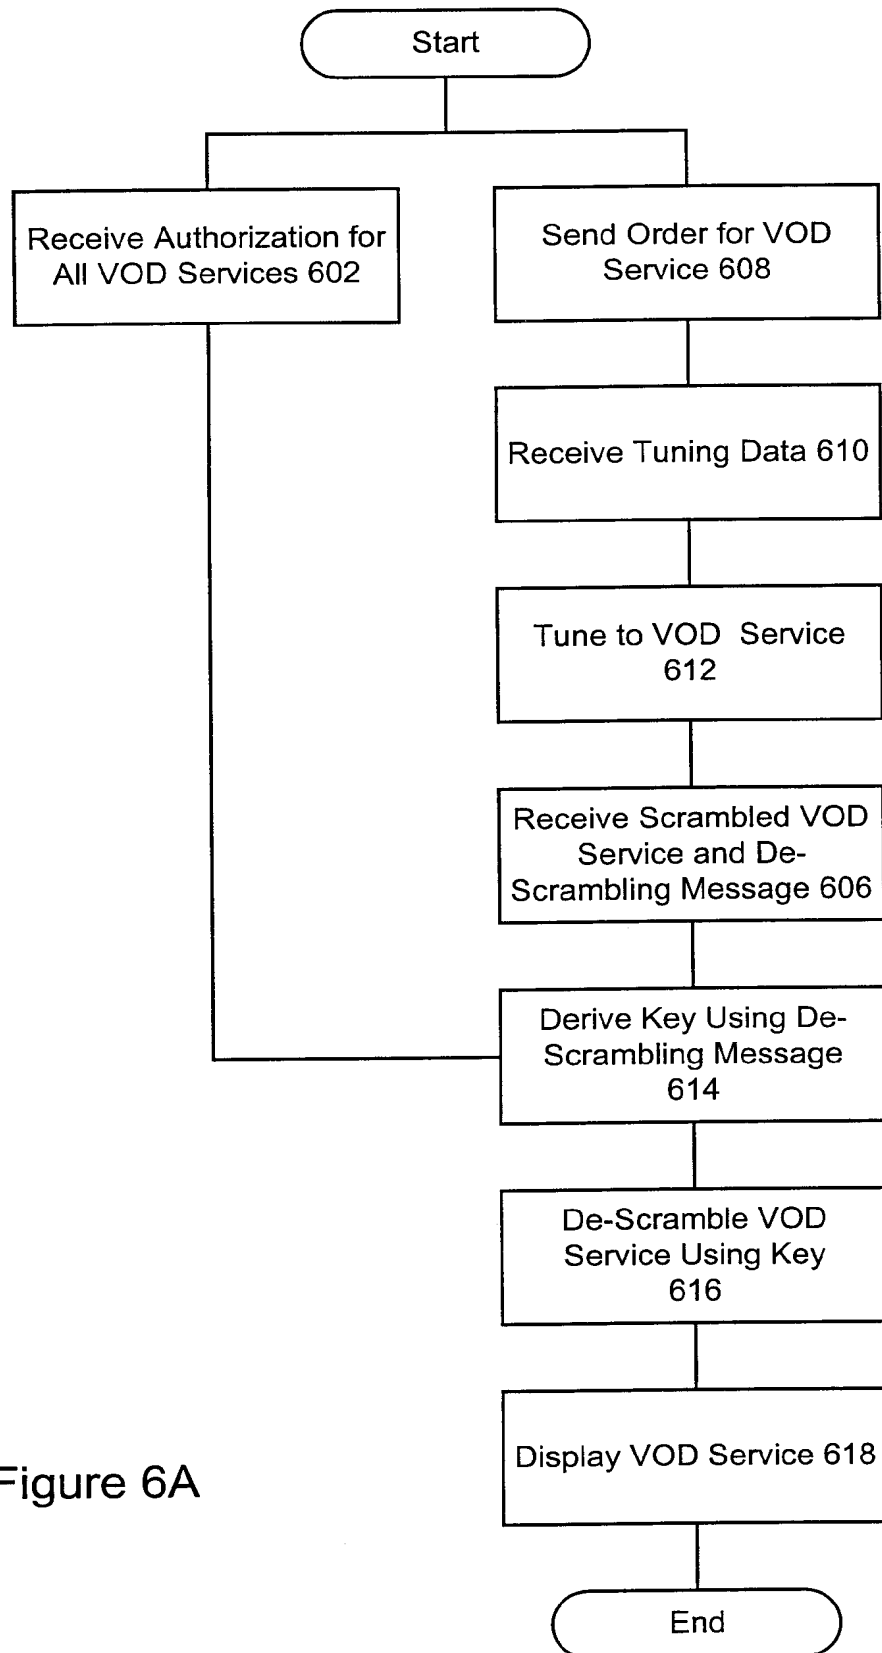 Start
Receive Authorization for
All VOD Services 602
Send Order for VOD
Service 608
Receive Tuning Data 610
Tune to VOD Service
612
Receive Scrambled VOD
Service and De-
Scrambling Message 606
Derive Key Using De-
Scrambling Message
614
De-Scramble VOD
Service Using Key
616
Display VOD Service 618
Figure 6A
End